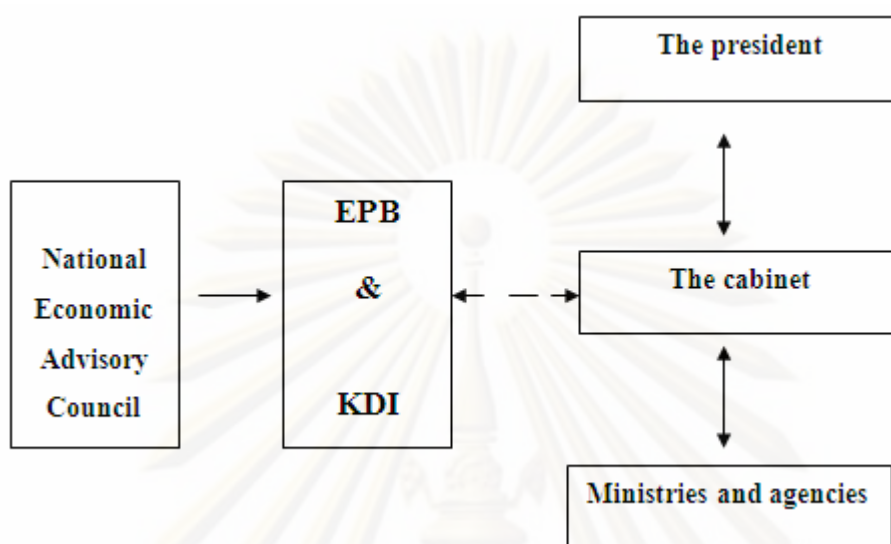 The president
National
Economic
Advisory
Council
EPB
&
KDI
The cabinet
Ministries and agencies